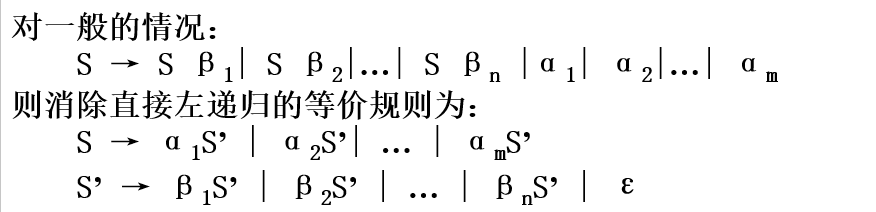 对一般的情况：
S → S β₁| S β₂|…| S βₙ |α₁| α₂|…| αₘ
则消除直接左递归的等价规则为：
S → α₁S’ | α₂S’| … | αₘS’
S’ → β₁S’ | β₂S’ | … | βₙS’ | ε